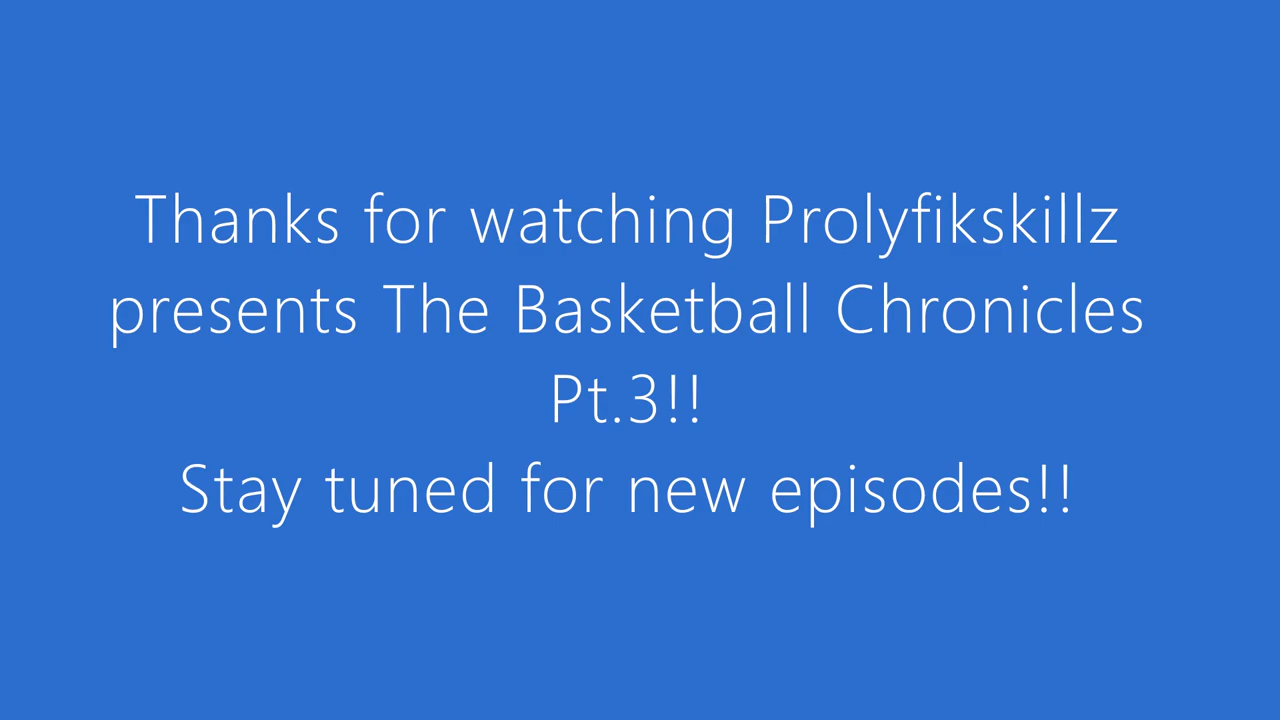 Thanks for watching Prolyfikskillz
presents The Basketball Chronicles
Pt.3!!
Stay tuned for new episodes!!